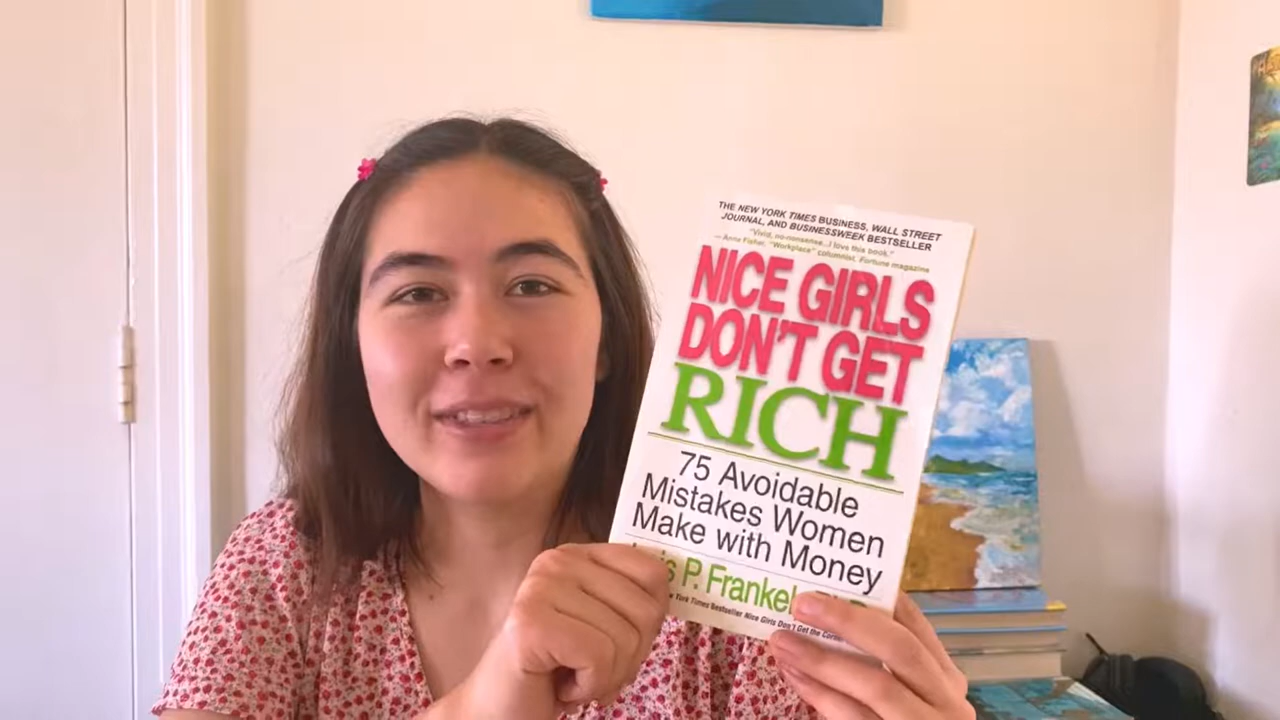 THE NEW YORK TIMES BUSINESS, WALL STREET
JOURNAL, AND BUSINESSWEEK BESTSELLER
"Vivid, no-nonsense...I love this book."
— Anne Fisher, "Workplace" columnist, Fortune magazine
NICE GIRLS
DON'T GET
RICH
75 Avoidable
Mistakes Women
Make with Money
P. Frankel
York Times Bestseller Nice Girls Don't Get the